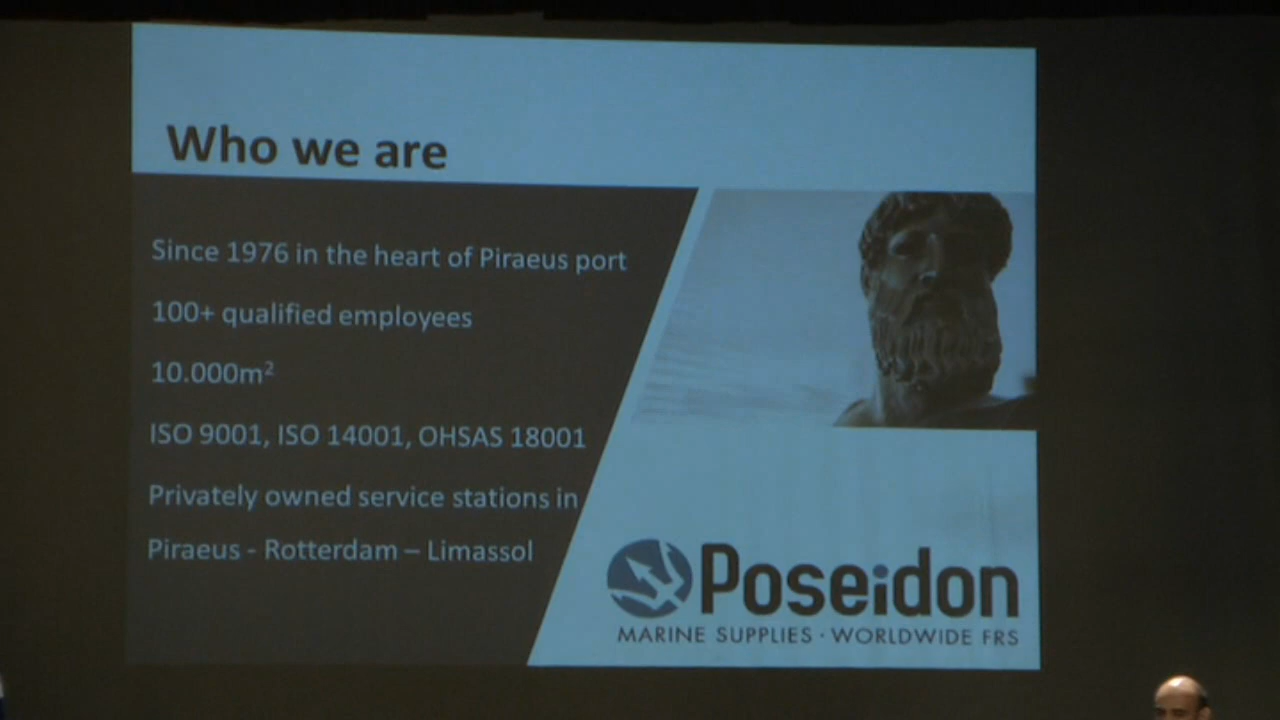 Who we are
Since 1976 in the heart of Piraeus port
100+ qualified employees
10.000m²
ISO 9001, ISO 14001, OHSAS 18001
Privately owned service stations in
Piraeus - Rotterdam – Limassol
Poseidon
MARINE SUPPLIES · WORLDWIDE FRS